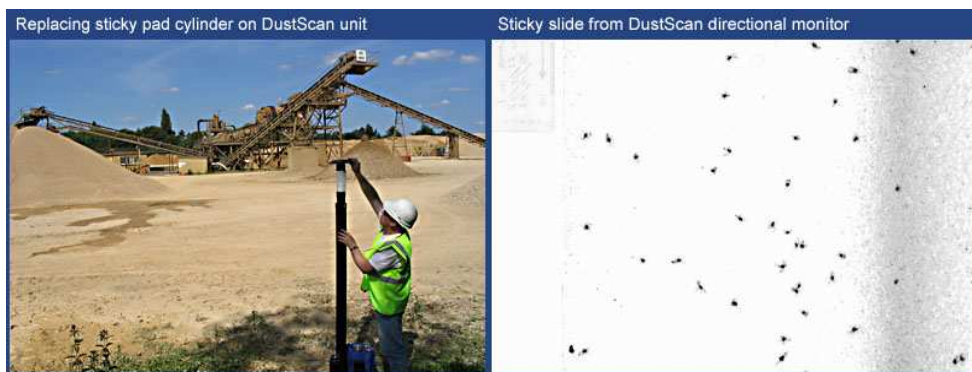 Replacing sticky pad cylinder on DustScan unit
Sticky slide from DustScan directional monitor